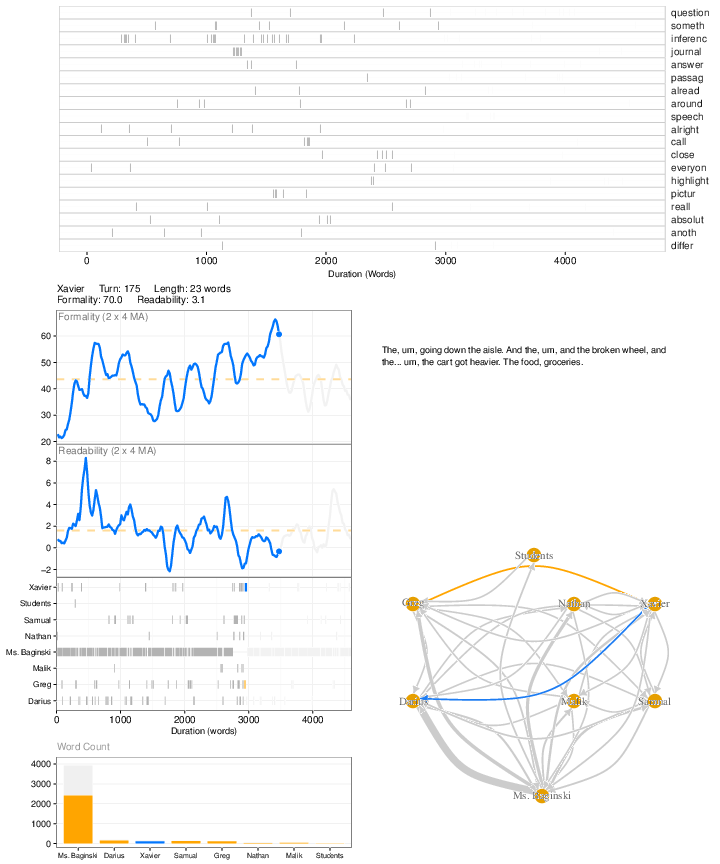 question
someth
inferenc
journal
answer
passag
alread
around
speech
alright
call
close
everyon
highlight
pictur
reall
absolut
anoth
differ
0 1000 2000 3000 4000
Duration (Words)
Xavier Turn: 175 Length: 23 words
Formality: 70.0 Readability: 3.1
Formality (2 x 4 MA)
60
50
40
30
20
Readability (2 x 4 MA)
8
6
4
2
0
−2
Xavier
Students
Samual
Nathan
Ms. Baginski
Malik
Greg
Darius
0 1000 2000 3000 4000
Duration (words)
Word Count
4000
3000
2000
1000
0
Ms. Baginski Darius Xavier Samual Greg Nathan Malik Students
The, um, going down the aisle. And the, um, and the broken wheel, and
the... um, the cart got heavier. The food, groceries.
Students
Greg Nathan Xavier
Darius Malik Samual
Ms. Baginski